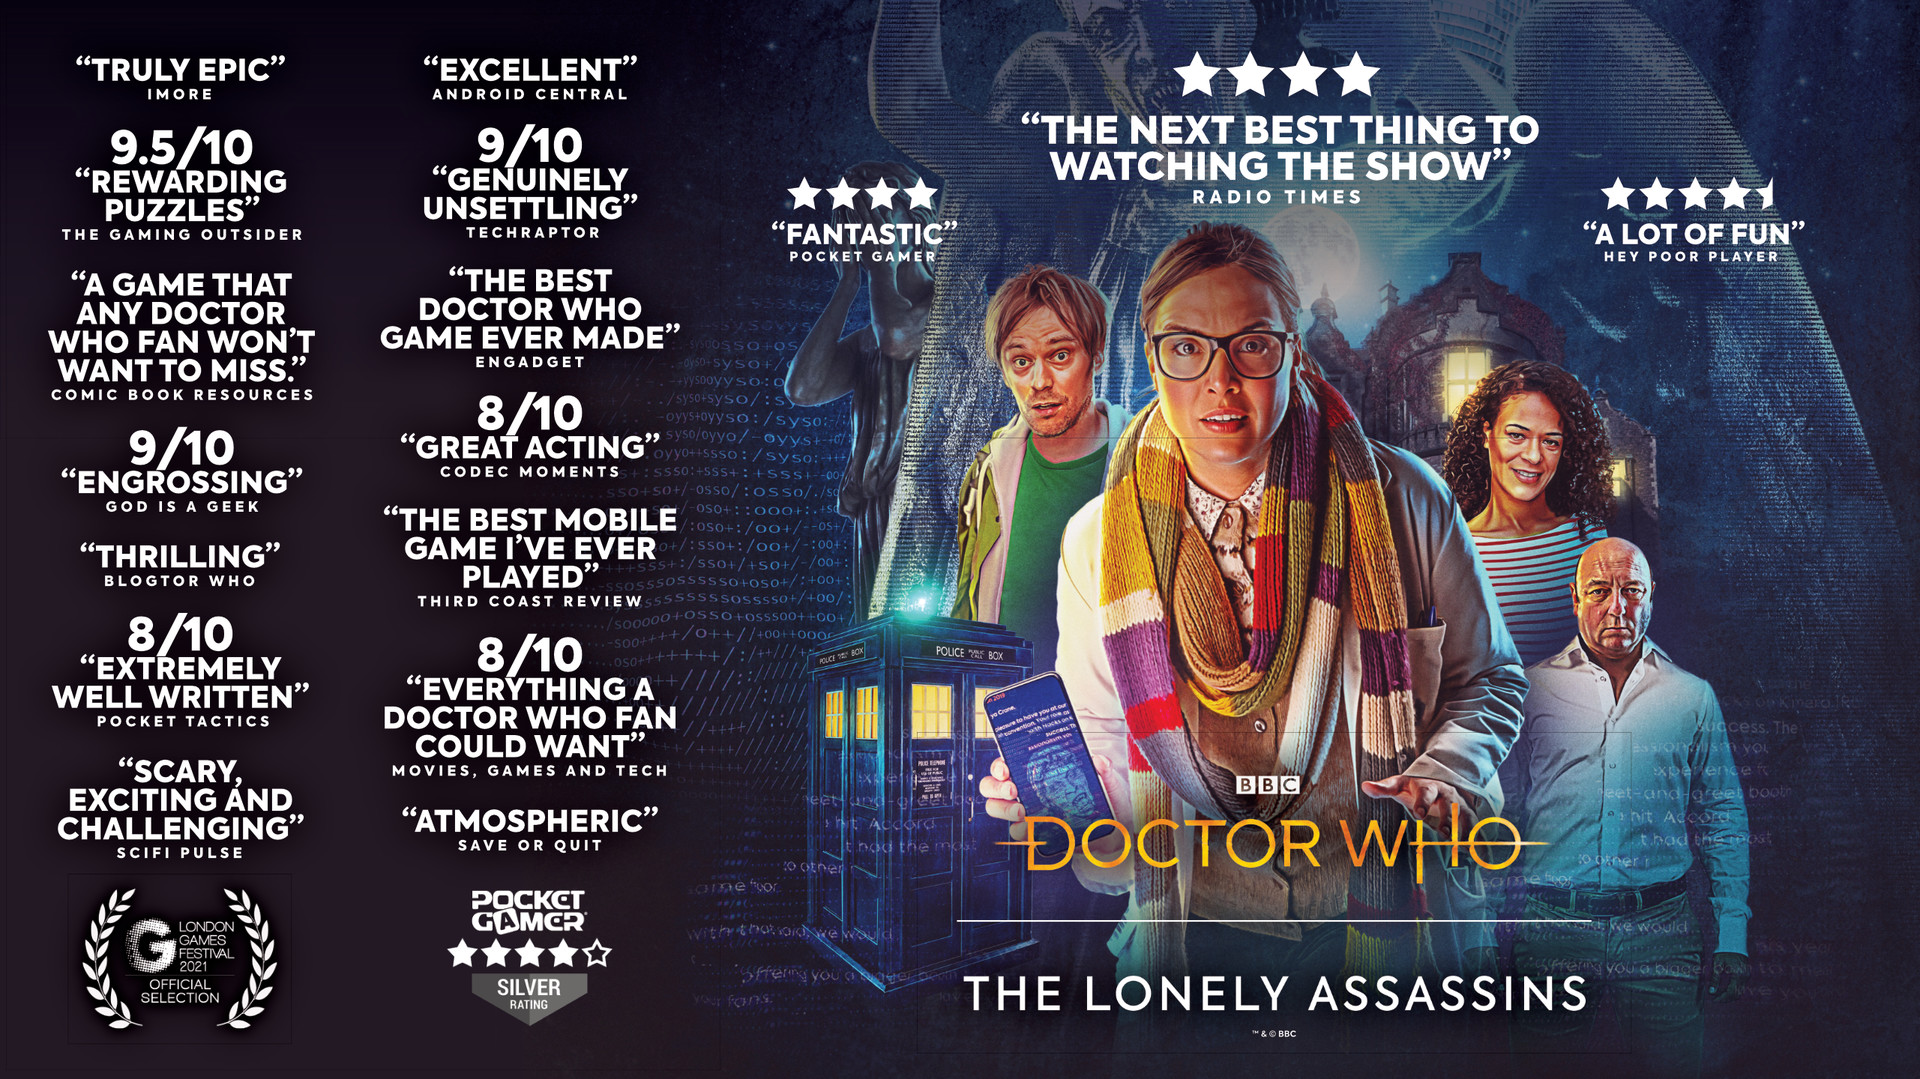 “TRULY EPIC”
IMORE
9.5/10
“REWARDING
PUZZLES”
THE GAMING OUTSIDER
“A GAME THAT
ANY DOCTOR
WHO FAN WON’T
WANT TO MISS.”
COMIC BOOK RESOURCES
9/10
“ENGROSSING”
GOD IS A GEEK
“THRILLING”
BLOGTOR WHO
8/10
“EXTREMELY
WELL WRITTEN”
POCKET TACTICS
“SCARY,
EXCITING AND
CHALLENGING”
SCIFI PULSE
G LONDON
GAMES
FESTIVAL
2021
OFFICIAL
SELECTION
“EXCELLENT”
ANDROID CENTRAL
9/10
“GENUINELY
UNSETTLING”
TECHRAPTOR
“THE BEST
DOCTOR WHO
GAME EVER MADE”
ENGADGET
8/10
“GREAT ACTING”
CODEC MOMENTS
“THE BEST MOBILE
GAME I’VE EVER
PLAYED”
THIRD COAST REVIEW
8/10
“EVERYTHING A
DOCTOR WHO FAN
COULD WANT”
MOVIES, GAMES AND TECH
“ATMOSPHERIC”
SAVE OR QUIT
POCKET
GAMER
SILVER
RATING
“THE NEXT BEST THING TO
WATCHING THE SHOW”
RADIO TIMES
“FANTASTIC”
POCKET GAMER
“A LOT OF FUN”
HEY POOR PLAYER
POLICE PUBLIC CALL BOX
POLICE PUBLIC CALL BOX
BBC
DOCTOR WHO
THE LONELY ASSASSINS
™ & © BBC